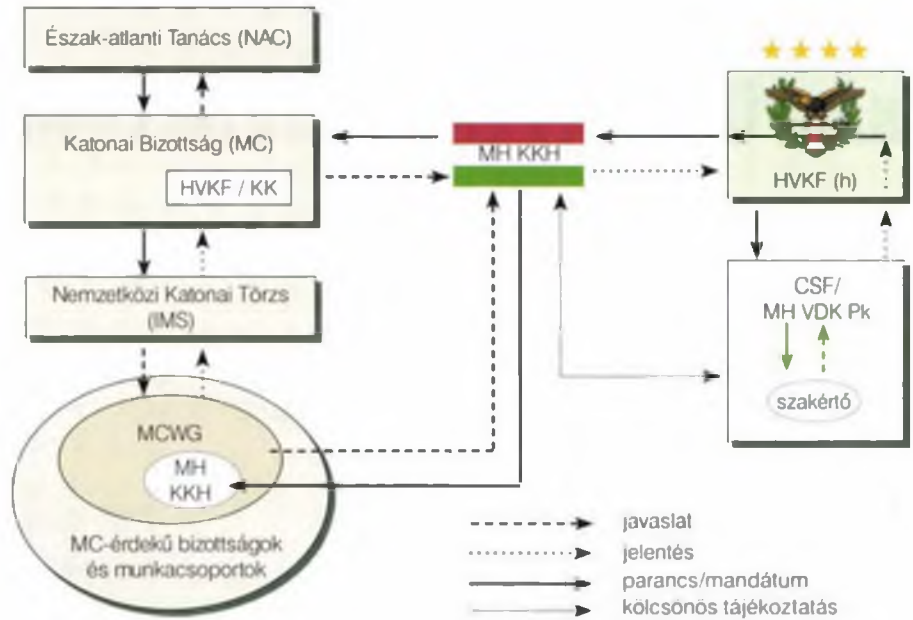 Észak-atlanti Tanács (NAC)
Katonai Bizottság (MC)
HVKF / KK
Nemzetközi Katonai Törzs
(IMS)
MCWG
MH
KKH
MC-érdekű bizottságok
és munkacsoportok
MH KKH
HVKF (h)
CSF/
MH VDK Pk
szakértő
javaslat
jelentés
parancs/mandátum
kölcsönös tájékoztatás